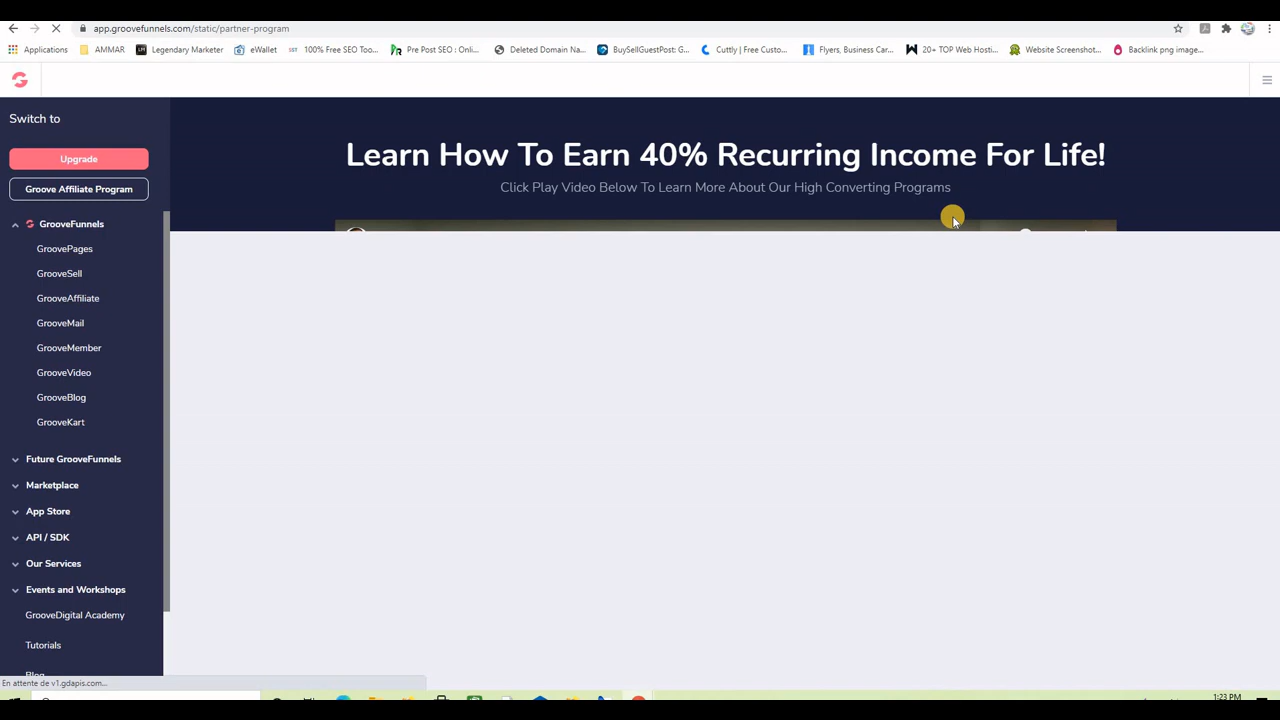 app.groovefunnels.com/static/partner-program
Applications
AMMAR
Legendary Marketer
eWallet
100% Free SEO Too...
Pre Post SEO : Onli...
Deleted Domain Na...
BuySellGuestPost: G...
Cuttly | Free Custo...
Flyers, Business Car...
20+ TOP Web Hosti...
Website Screenshot...
Backlink png image...
Switch to
Upgrade
Groove Affiliate Program
GrooveFunnels
GroovePages
GrooveSell
GrooveAffiliate
GrooveMail
GrooveMember
GrooveVideo
GrooveBlog
GrooveKart
Future GrooveFunnels
Marketplace
App Store
API / SDK
Our Services
Events and Workshops
GrooveDigital Academy
Tutorials
Blog
Learn How To Earn 40% Recurring Income For Life!
Click Play Video Below To Learn More About Our High Converting Programs
En attente de v1.gdapis.com...
1:23 PM